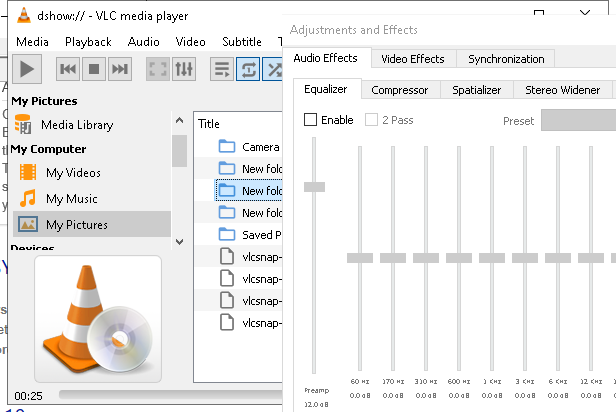 dshow:// - VLC media player
Media Playback Audio Video Subtitle
My Pictures
Media Library
My Computer
My Videos
My Music
My Pictures
Devices
00:25
Title
Camera
New fold
New fold
New fold
Saved P
vlcsnap-
vlcsnap-
vlcsnap-
vlcsnap-
Adjustments and Effects
Audio Effects Video Effects Synchronization
Equalizer Compressor Spatializer Stereo Widener
Enable 2 Pass Preset
60 Hz 170 Hz 310 Hz 600 Hz 1 KHz 3 KHz 6 KHz 12 KHz
0.0 dB 0.0 dB 0.0 dB 0.0 dB 0.0 dB 0.0 dB 0.0 dB 0.0 dB
Preamp
12.0 dB